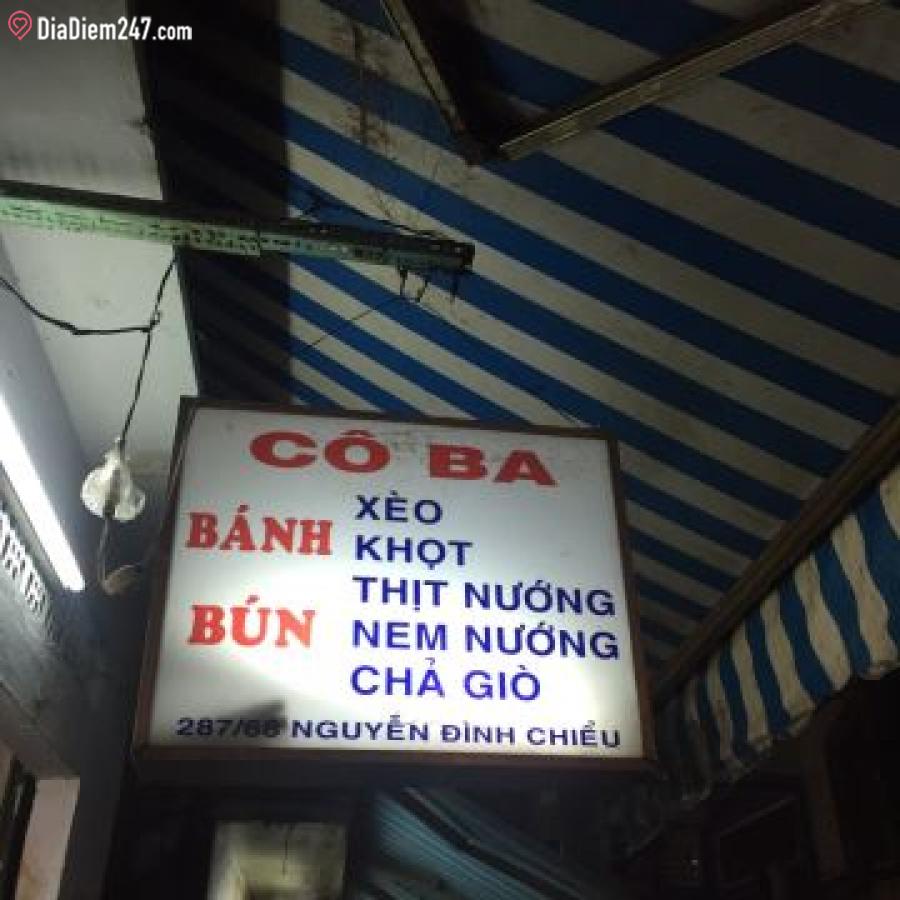 DiaDiem247.com
CÔ BA
BÁNH XÈO
KHỌT
BÚN THỊT NƯỚNG
NEM NƯỚNG
CHẢ GIÒ
287/68 NGUYỄN ĐÌNH CHIỂU